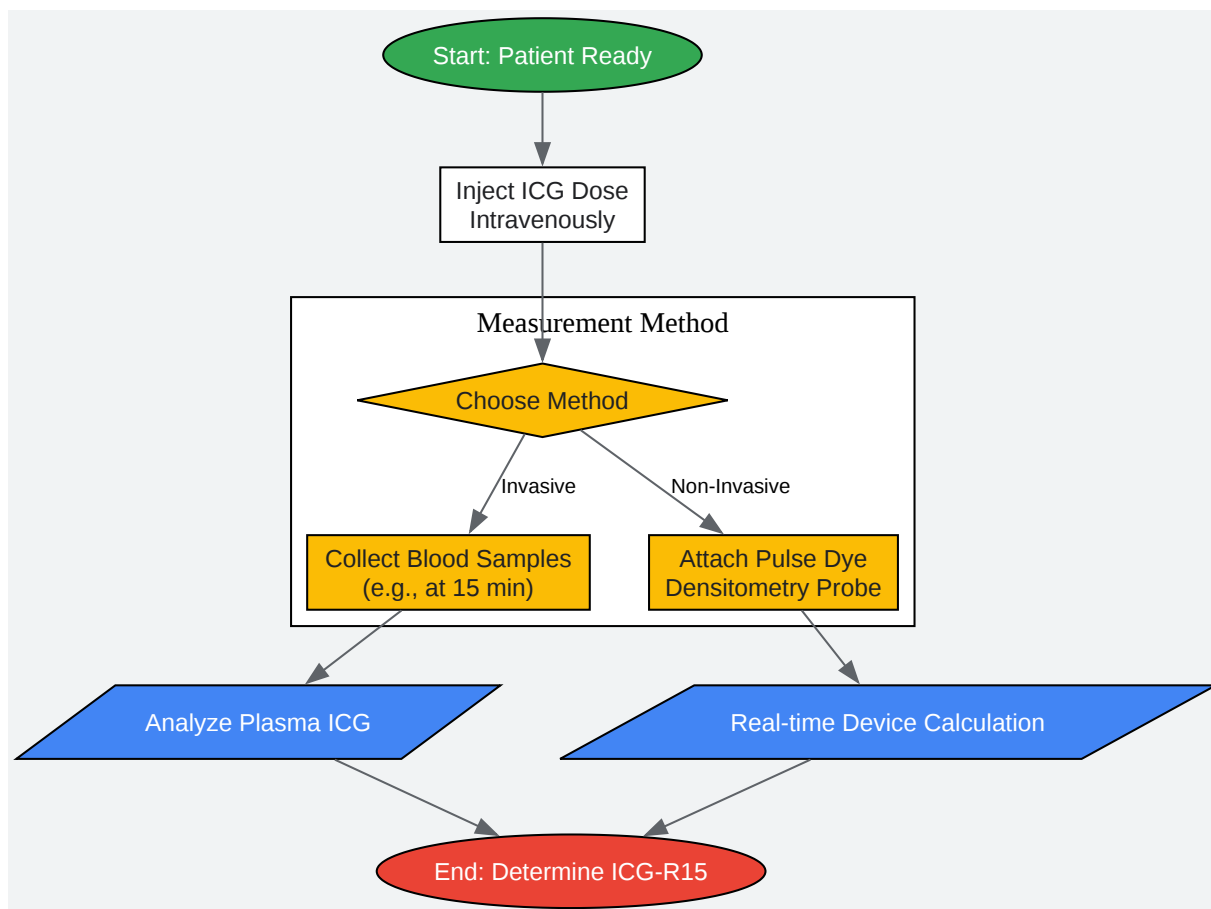 Start: Patient Ready
Inject ICG Dose
Intravenously
Measurement Method
Choose Method
Invasive
Non-Invasive
Collect Blood Samples
(e.g., at 15 min)
Attach Pulse Dye
Densitometry Probe
Analyze Plasma ICG
Real-time Device Calculation
End: Determine ICG-R15